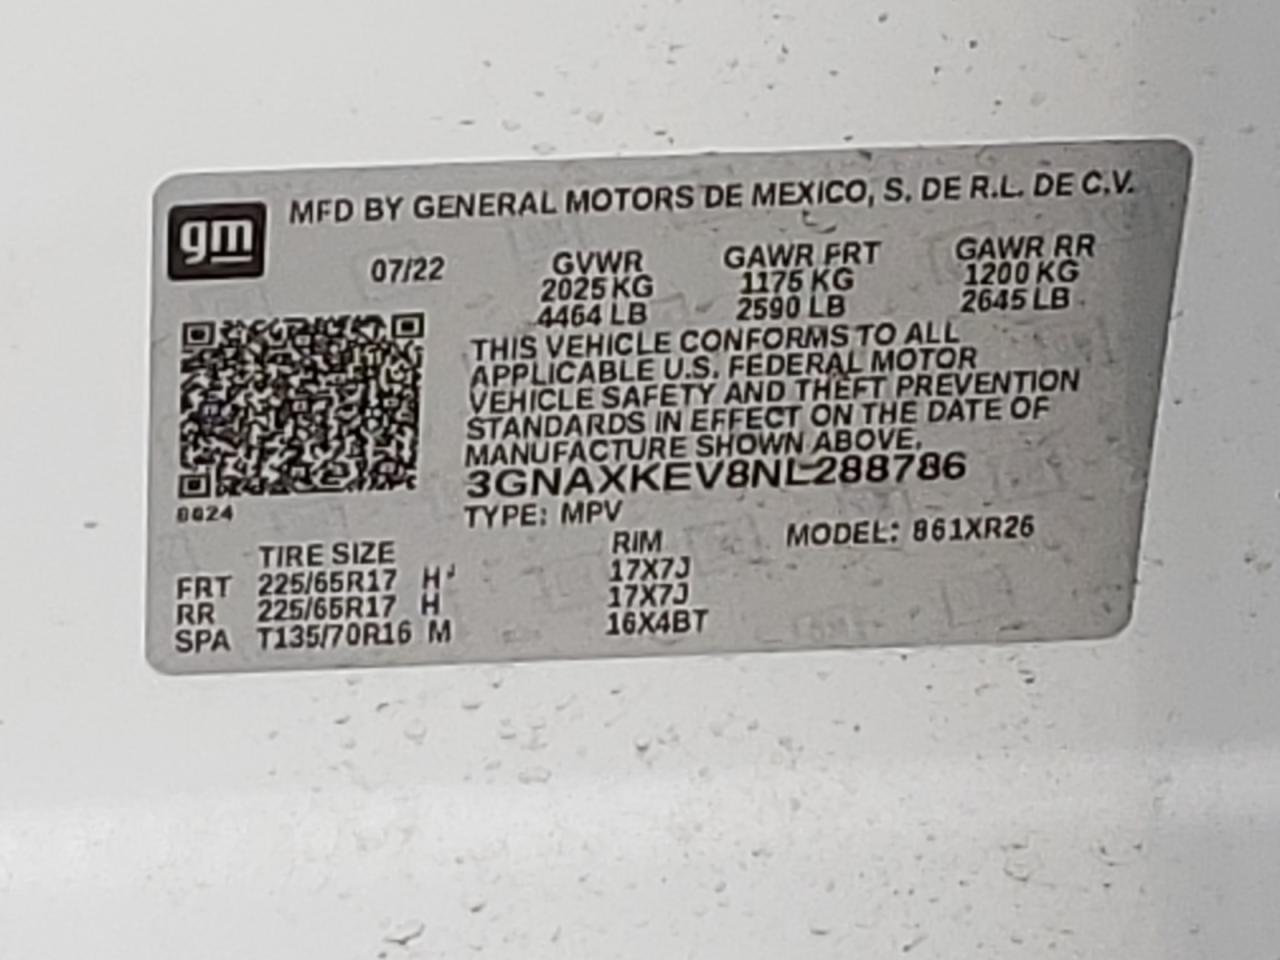 gm
MFD BY GENERAL MOTORS DE MEXICO, S. DE R.L. DE C.V.
07/22 GVWR GAWR FRT GAWR RR
2025 KG 1175 KG 1200 KG
4464 LB 2590 LB 2645 LB
THIS VEHICLE CONFORMS TO ALL
APPLICABLE U.S. FEDERAL MOTOR
VEHICLE SAFETY AND THEFT PREVENTION
STANDARDS IN EFFECT ON THE DATE OF
MANUFACTURE SHOWN ABOVE.
3GNAXKEV8NL288786
0024
TYPE: MPV MODEL: 861XR26
TIRE SIZE RIM
FRT 225/65R17 H 17X7J
RR 225/65R17 H 17X7J
SPA T135/70R16 M 16X4BT